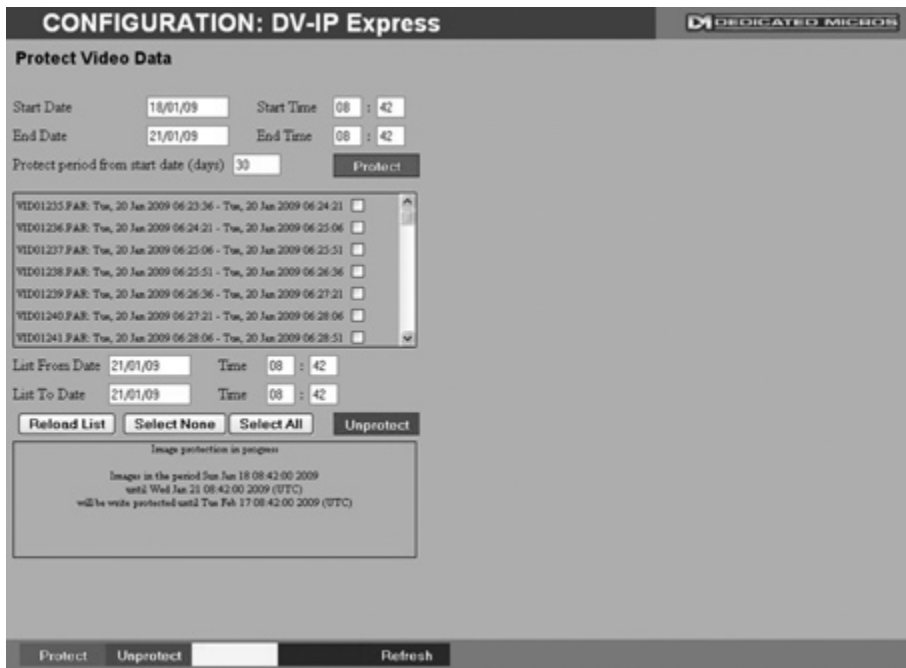 CONFIGURATION: DV-IP Express DEDICATED MICROS
Protect Video Data
Start Date 18/01/09 Start Time 08 : 42
End Date 21/01/09 End Time 08 : 42
Protect period from start date (days) 30 Protect
VID01235.PAR: Tue, 20 Jan 2009 06:23:36 - Tue, 20 Jan 2009 06:24:21
VID01236.PAR: Tue, 20 Jan 2009 06:24:21 - Tue, 20 Jan 2009 06:25:06
VID01237.PAR: Tue, 20 Jan 2009 06:25:06 - Tue, 20 Jan 2009 06:25:51
VID01238.PAR: Tue, 20 Jan 2009 06:25:51 - Tue, 20 Jan 2009 06:26:36
VID01239.PAR: Tue, 20 Jan 2009 06:26:36 - Tue, 20 Jan 2009 06:27:21
VID01240.PAR: Tue, 20 Jan 2009 06:27:21 - Tue, 20 Jan 2009 06:28:06
VID01241.PAR: Tue, 20 Jan 2009 06:28:06 - Tue, 20 Jan 2009 06:28:51
List From Date 21/01/09 Time 08 : 42
List To Date 21/01/09 Time 08 : 42
Reload List Select None Select All Unprotect
Image protection in progress
Images in the period Sun Jan 18 08:42:00 2009
until Wed Jan 21 08:42:00 2009 (UTC)
will be write protected until Tue Feb 17 08:42:00 2009 (UTC)
Protect Unprotect Refresh